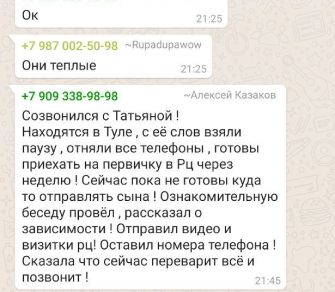 Ок
21:25
+7 987 002-50-98 ~Rupadupawow
Они теплые
21:25
+7 909 338-98-98 ~Алексей Казаков
Созвонился с Татьяной !
Находятся в Туле , с её слов взяли
паузу , отняли все телефоны , готовы
приехать на первичку в Рц через
неделю ! Сейчас пока не готовы куда
то отправлять сына ! Ознакомительную
беседу провёл , рассказал о
зависимости ! Отправил видео и
визитки рц! Оставил номера телефона !
Сказала что сейчас переварит всё и
позвонит !
21:45